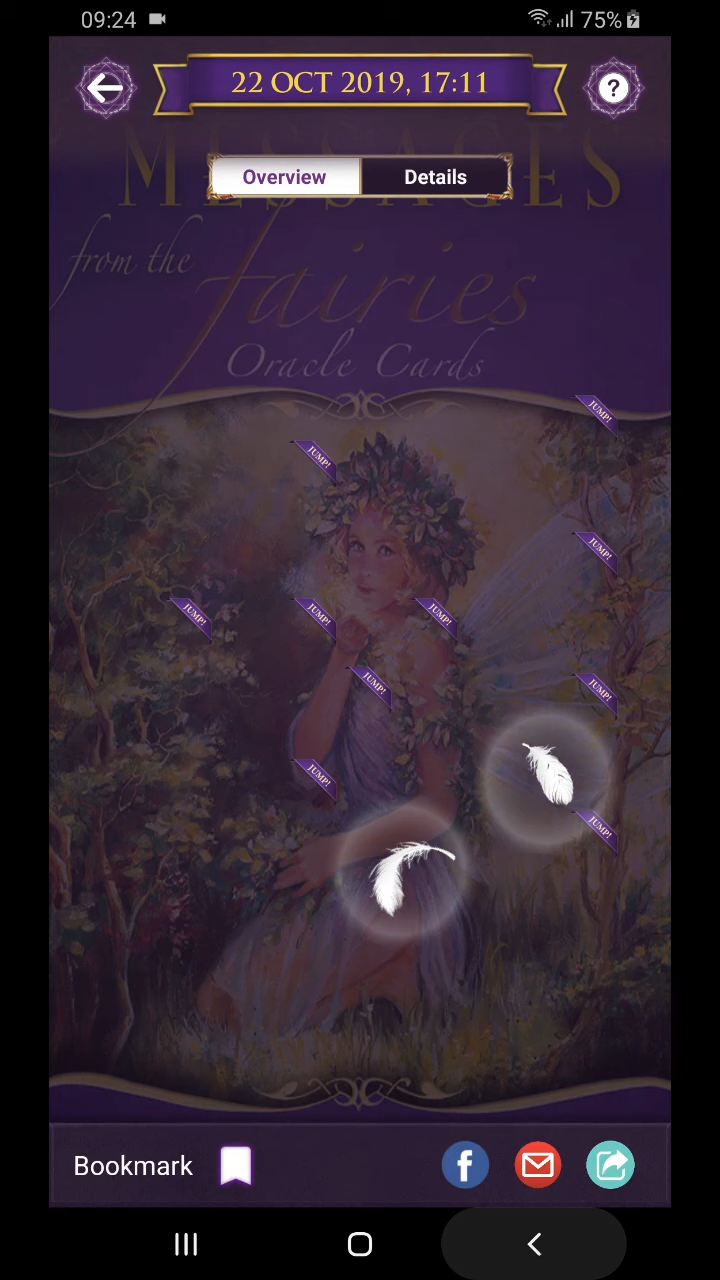 09:24
75%
22 OCT 2019, 17:11
?
MESSAGES
Overview
Details
from the
fairies
Oracle Cards
JUMP!
JUMP!
JUMP!
JUMP!
JUMP!
JUMP!
JUMP!
JUMP!
JUMP!
JUMP!
Bookmark
f